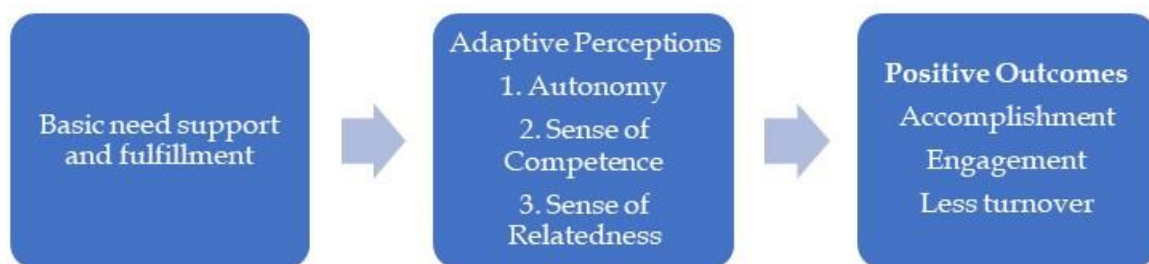 Basic need support
and fulfillment
Adaptive Perceptions
1. Autonomy
2. Sense of
Competence
3. Sense of
Relatedness
Positive Outcomes
Accomplishment
Engagement
Less turnover